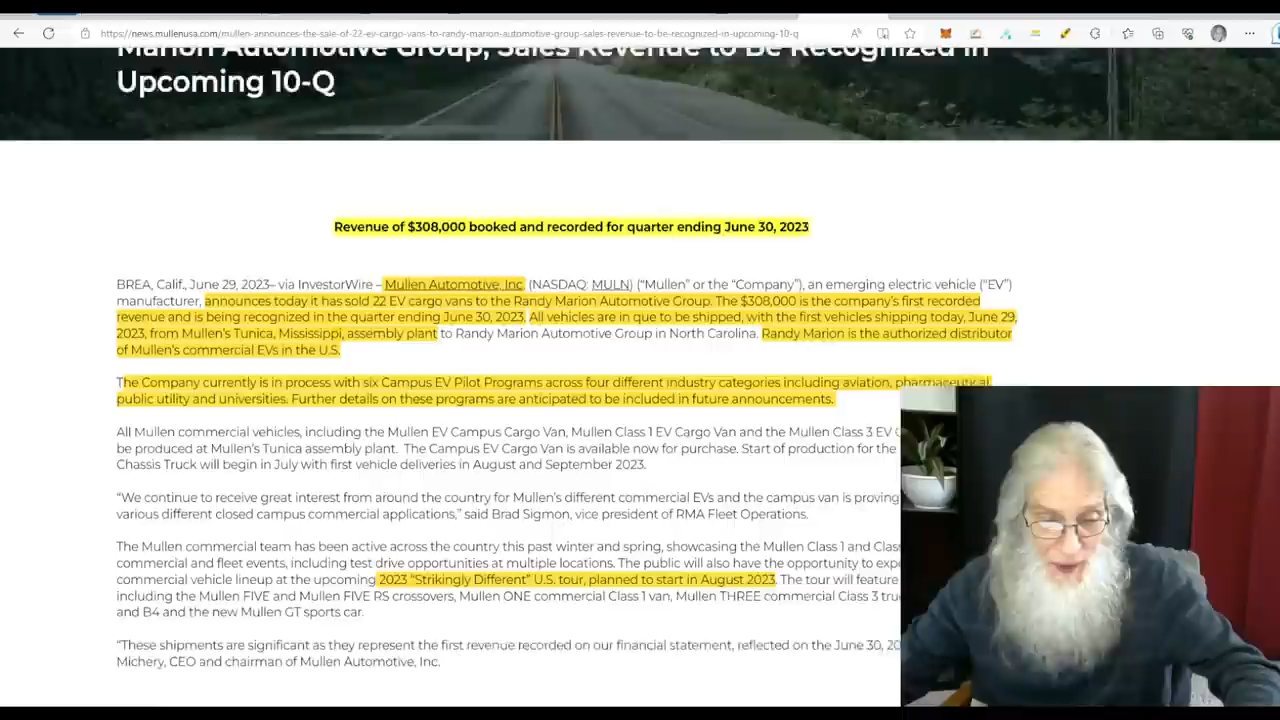 https://news.mullenusa.com/mullen-announces-the-sale-of-22-ev-cargo-vans-to-randy-marion-automotive-group-sales-revenue-to-be-recognized-in-upcoming-10-q
Marion Automotive Group, Sales Revenue to Be Recognized in
Upcoming 10-Q
Revenue of $308,000 booked and recorded for quarter ending June 30, 2023
BREA, Calif., June 29, 2023– via InvestorWire – Mullen Automotive, Inc. (NASDAQ: MULN) (“Mullen” or the “Company”), an emerging electric vehicle (“EV”)
manufacturer, announces today it has sold 22 EV cargo vans to the Randy Marion Automotive Group. The $308,000 is the company’s first recorded
revenue and is being recognized in the quarter ending June 30, 2023. All vehicles are in que to be shipped, with the first vehicles shipping today, June 29,
2023, from Mullen’s Tunica, Mississippi, assembly plant to Randy Marion Automotive Group in North Carolina. Randy Marion is the authorized distributor
of Mullen’s commercial EVs in the U.S.
The Company currently is in process with six Campus EV Pilot Programs across four different industry categories including aviation, pharmaceutical,
public utility and universities. Further details on these programs are anticipated to be included in future announcements.
All Mullen commercial vehicles, including the Mullen EV Campus Cargo Van, Mullen Class 1 EV Cargo Van and the Mullen Class 3 EV C
be produced at Mullen’s Tunica assembly plant. The Campus EV Cargo Van is available now for purchase. Start of production for the
Chassis Truck will begin in July with first vehicle deliveries in August and September 2023.
“We continue to receive great interest from around the country for Mullen’s different commercial EVs and the campus van is proving
various different closed campus commercial applications,” said Brad Sigmon, vice president of RMA Fleet Operations.
The Mullen commercial team has been active across the country this past winter and spring, showcasing the Mullen Class 1 and Clas
commercial and fleet events, including test drive opportunities at multiple locations. The public will also have the opportunity to exp
commercial vehicle lineup at the upcoming 2023 “Strikingly Different” U.S. tour, planned to start in August 2023. The tour will feature
including the Mullen FIVE and Mullen FIVE RS crossovers, Mullen ONE commercial Class 1 van, Mullen THREE commercial Class 3 tru
and B4 and the new Mullen GT sports car.
“These shipments are significant as they represent the first revenue recorded on our financial statement, reflected on the June 30, 20
Michery, CEO and chairman of Mullen Automotive, Inc.